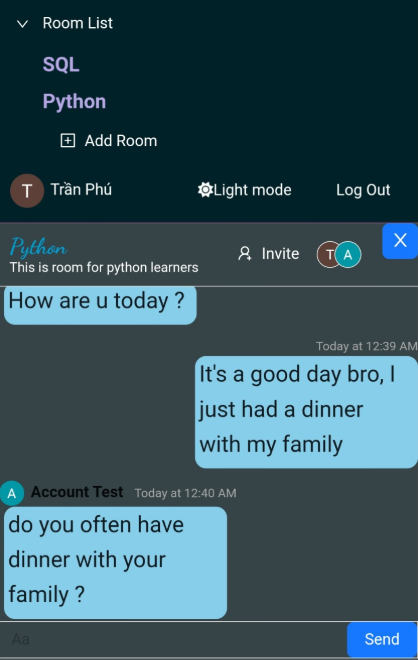 Room List
SQL
Python
Add Room
T Trần Phú
Light mode
Log Out
Python
This is room for python learners
Invite
T A
X
How are u today ?
Today at 12:39 AM
It's a good day bro, I
just had a dinner
with my family
A Account Test Today at 12:40 AM
do you often have
dinner with your
family ?
Aa
Send